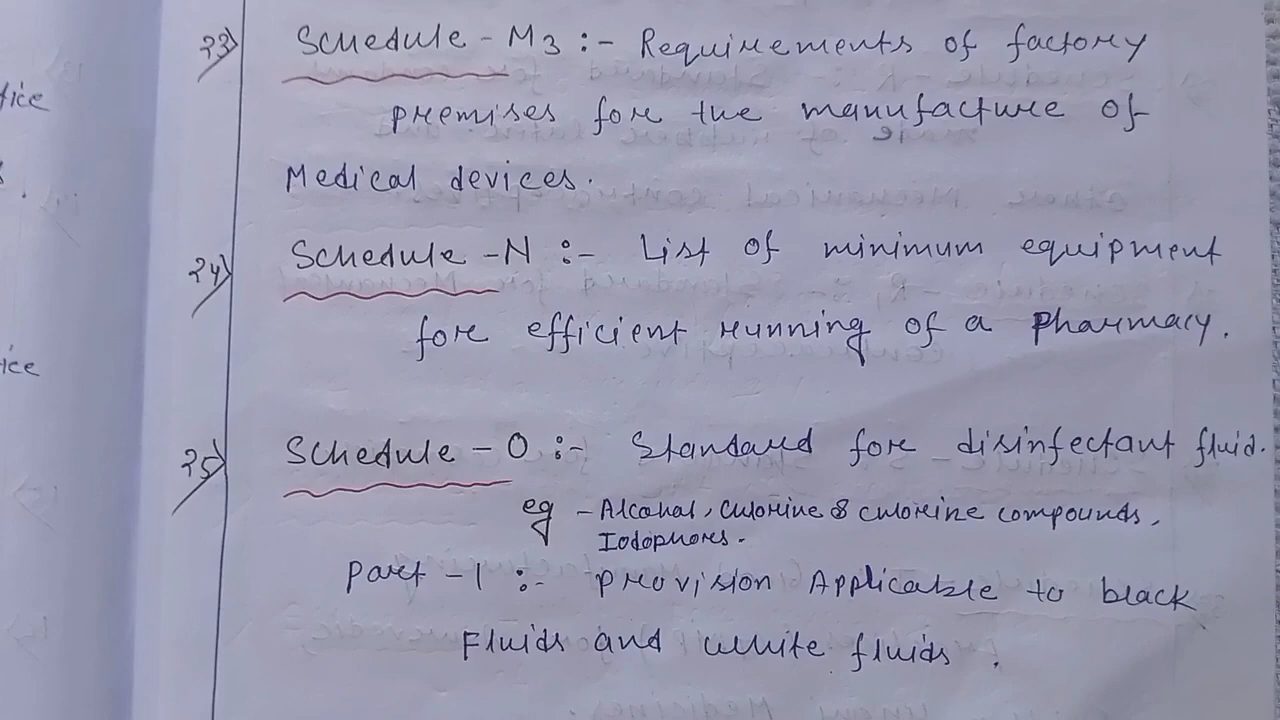 fice
23) Schedule - M3 :- Requirements of factory
premises for the manufacture of
Medical devices.
24) Schedule - N :- List of minimum equipment
for efficient running of a pharmacy.
ice
25) Schedule - O :- Standard for disinfectant fluid.
eg - Alcohal, chlorine & chlorine compounds,
Iodophores.
Part - 1 :- provision Applicable to black
Fluids and white fluids.